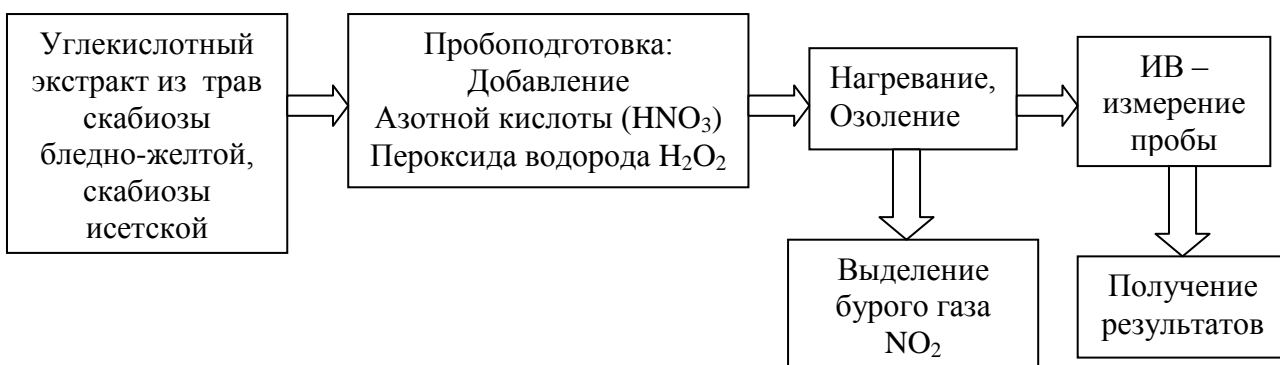 Углекислотный
экстракт из трав
скабиозы
бледно-желтой,
скабиозы
исетской
Пробоподготовка:
Добавление
Азотной кислоты (HNO₃)
Пероксида водорода H₂O₂
Нагревание,
Озоление
ИВ –
измерение
пробы
Выделение
бурого газа
NO₂
Получение
результатов